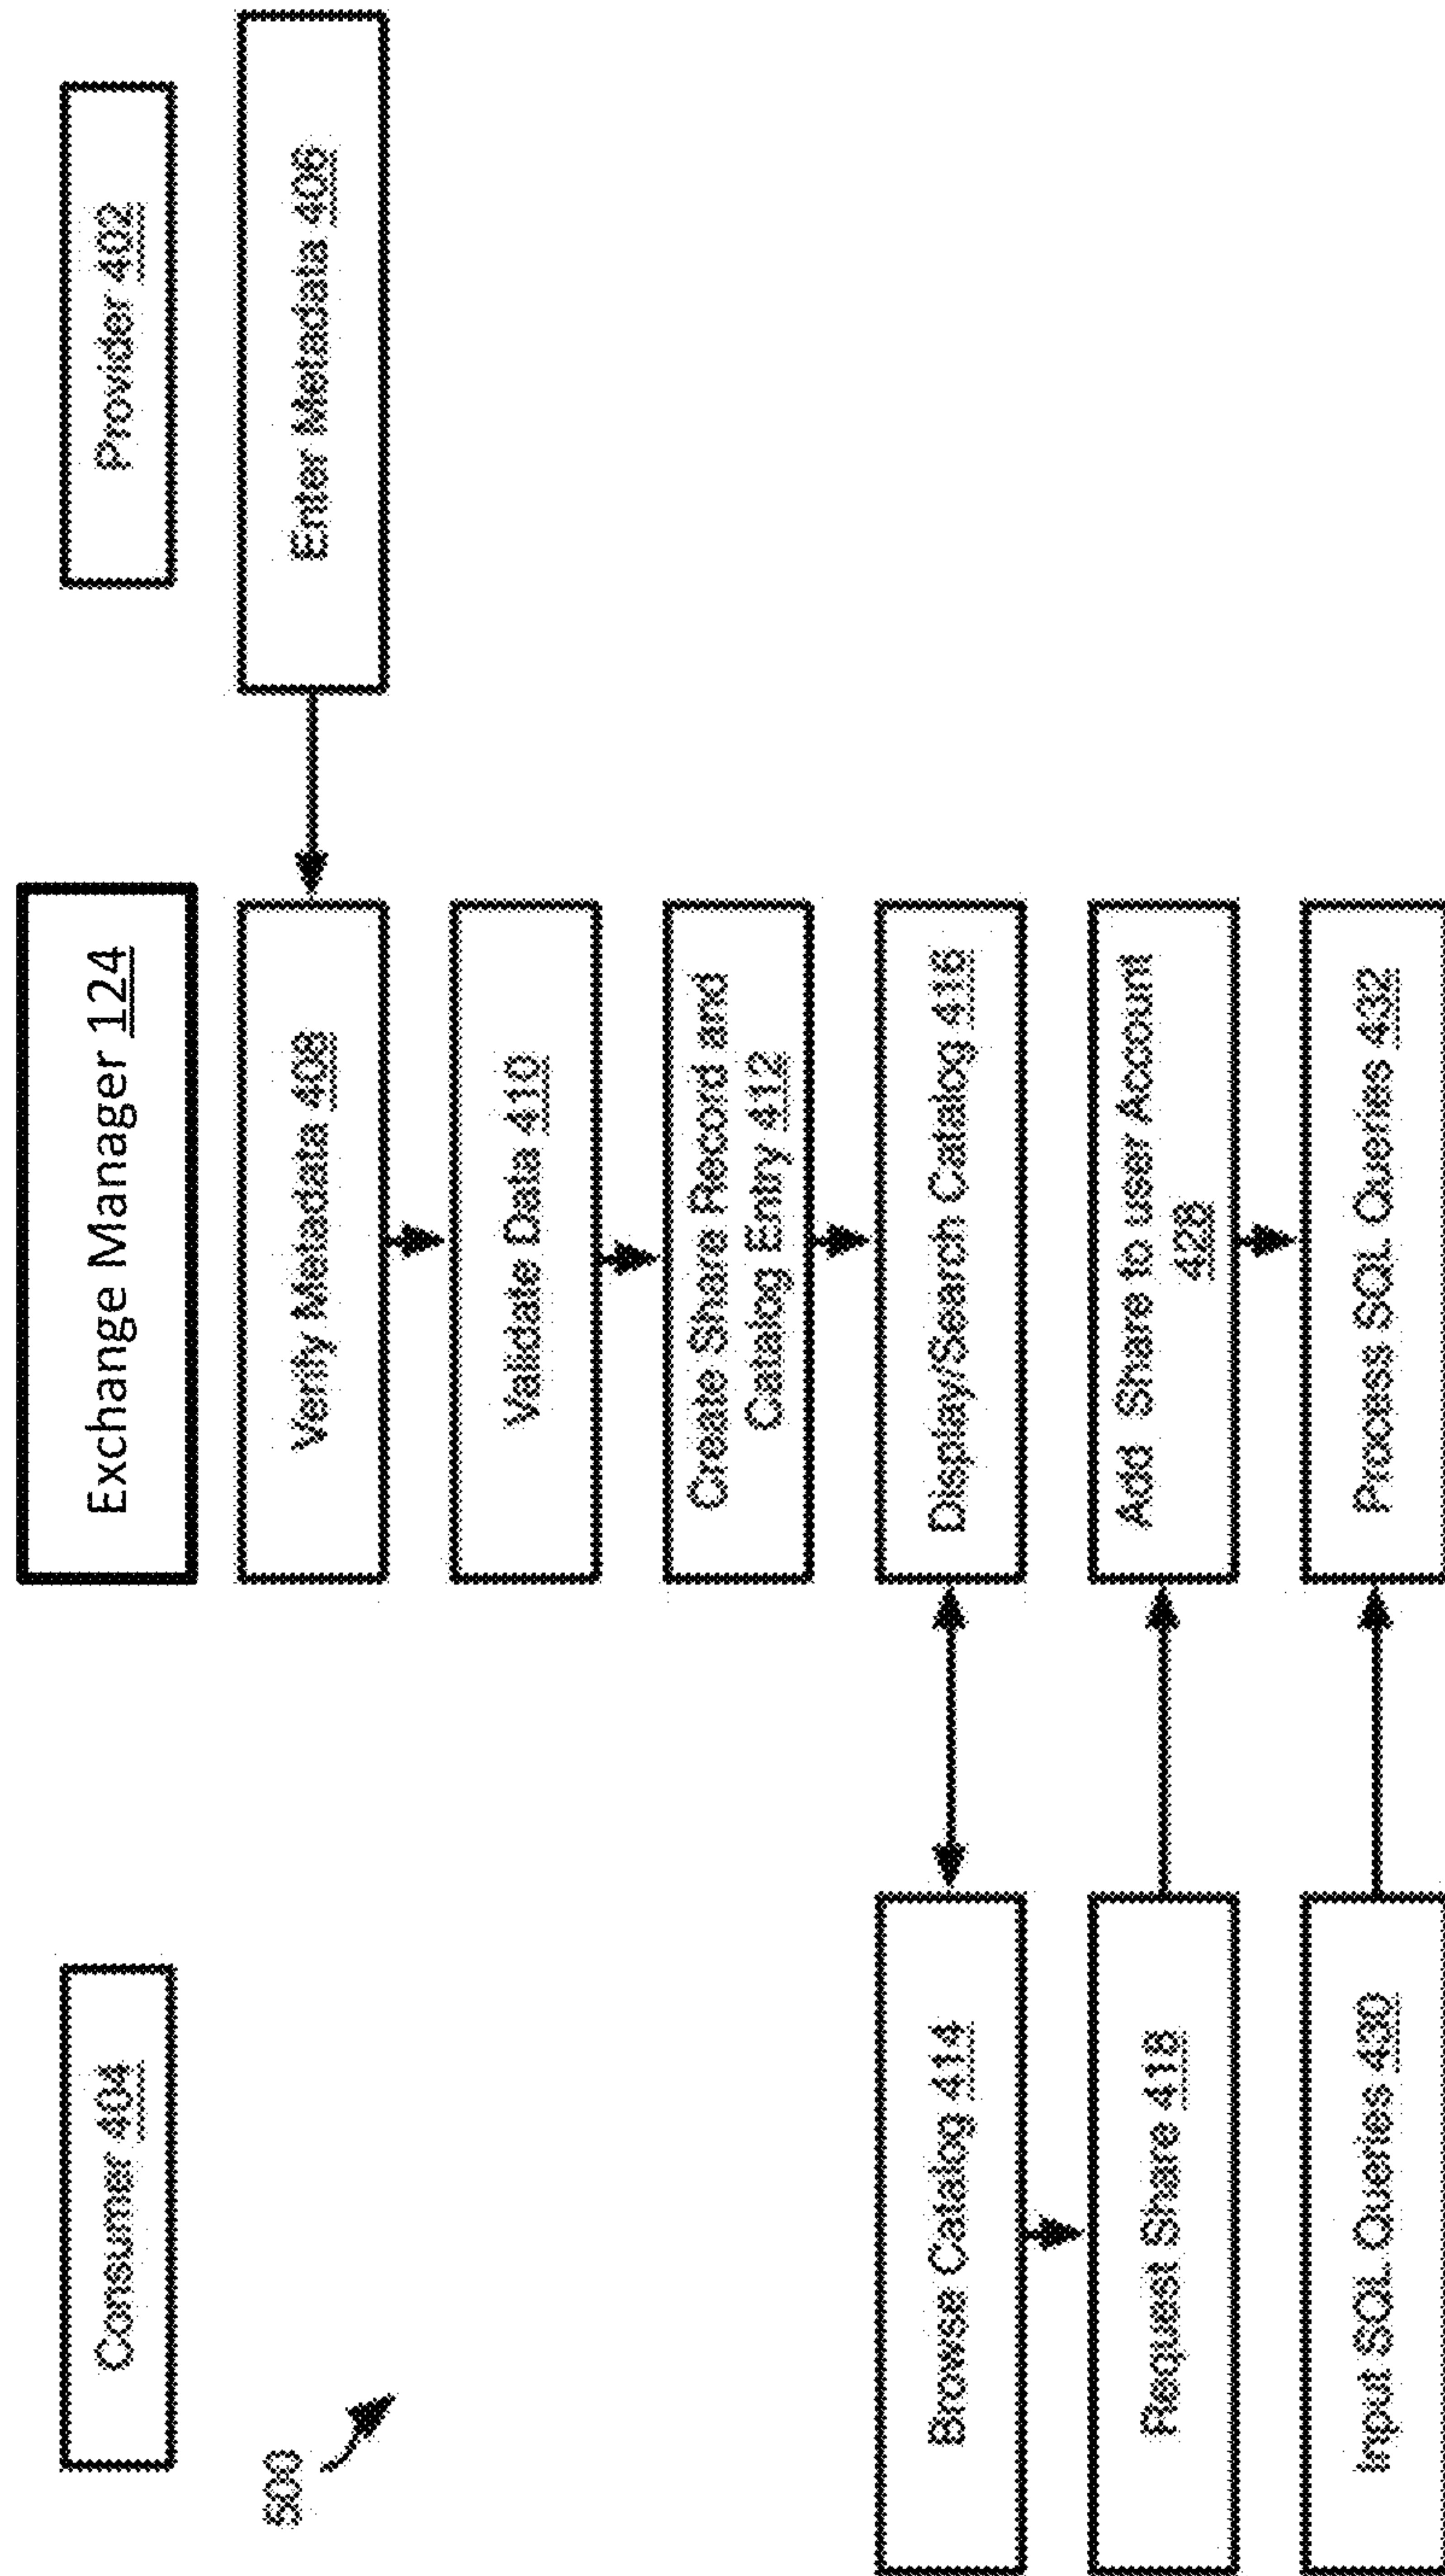 Consumer 404
Exchange Manager 124
Provider 402
500
Verify Metadata 408
Enter Metadata 406
Validate Data 410
Create Share Record and
Catalog Entry 412
Browse Catalog 414
Display/Search Catalog 416
Request Share 418
Add Share to user Account
428
Input SQL Queries 430
Process SQL Queries 432